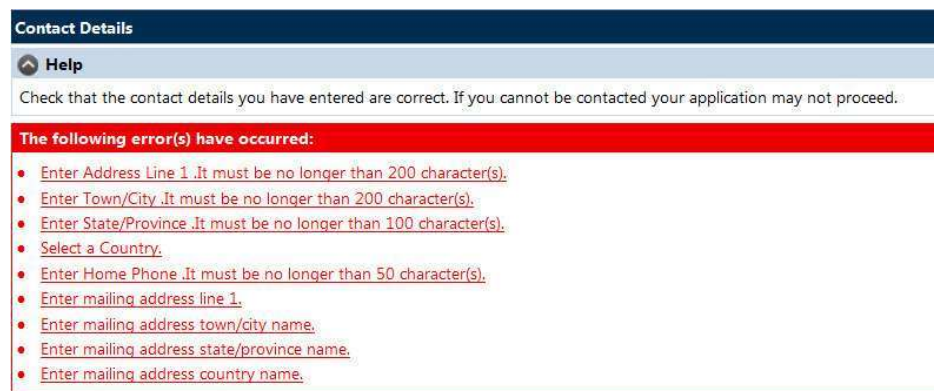 Contact Details
Help
Check that the contact details you have entered are correct. If you cannot be contacted your application may not proceed.
The following error(s) have occurred:
Enter Address Line 1 .It must be no longer than 200 character(s).
Enter Town/City .It must be no longer than 200 character(s).
Enter State/Province .It must be no longer than 100 character(s).
Select a Country.
Enter Home Phone .It must be no longer than 50 character(s).
Enter mailing address line 1.
Enter mailing address town/city name.
Enter mailing address state/province name.
Enter mailing address country name.